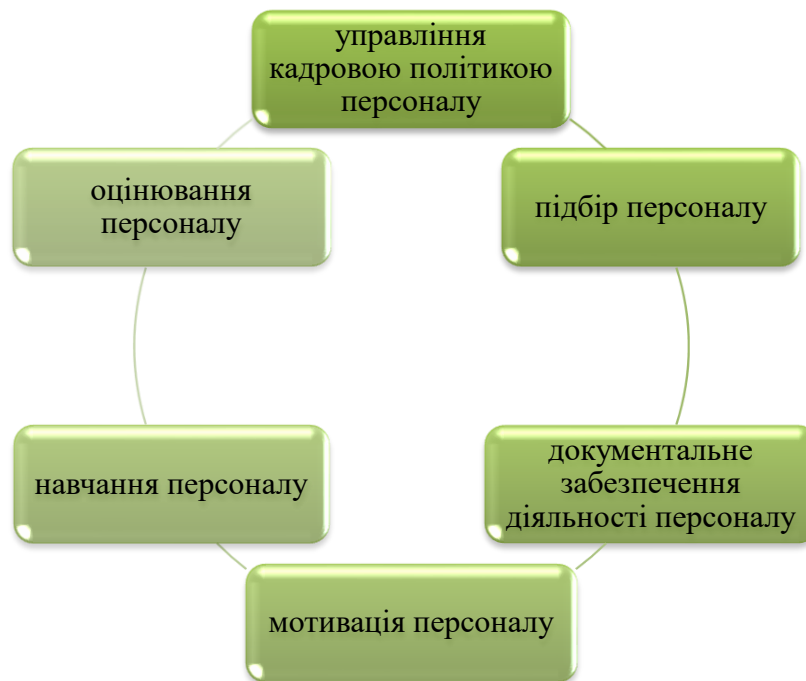 управління
кадровою політикою
персоналу
підбір персоналу
документальне
забезпечення
діяльності персоналу
мотивація персоналу
навчання персоналу
оцінювання
персоналу